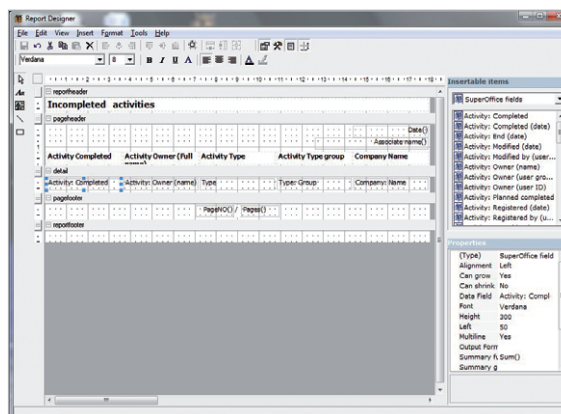 Report Designer
File Edit View Insert Format Tools Help
Verdana 8 B I U A A
Insertable items
SuperOffice fields
reportheader
Incompleted activities
pageheader
Date()
Associate name()
Activity Completed Activity Owner (Full name) Activity Type Activity Type group Company Name
detail
Activity: Completed Activity: Owner (name) Type Type: Group Company: Name
pagefooter
PageNO() / Pages()
reportfooter
Activity: Completed
Activity: Completed (date)
Activity: End (date)
Activity: Modified (date)
Activity: Modified by (user...
Activity: Owner (name)
Activity: Owner (user gro...
Activity: Owner (user ID)
Activity: Planned completed
Activity: Registered (date)
Activity: Registered by (u...
Properties
(Type) SuperOffice field
Alignment Left
Can grow Yes
Can shrink No
Data Field Activity: Compl
Font Verdana
Height 200
Left 50
Multiline Yes
Output Forn
Summary fu Sum()
Summary g